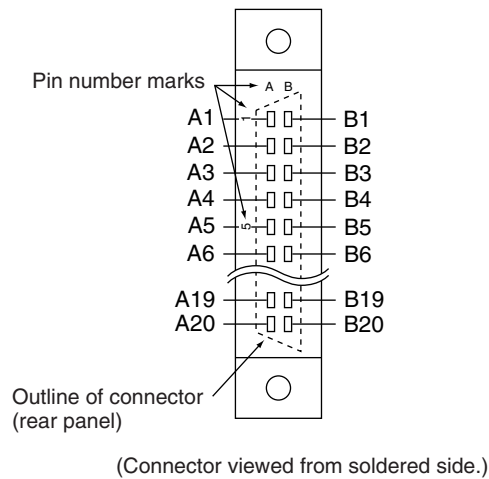 Pin number marks
A B
A1 1 B1
A2 B2
A3 B3
A4 B4
A5 5 B5
A6 B6
A19 B19
A20 B20
Outline of connector
(rear panel)
(Connector viewed from soldered side.)